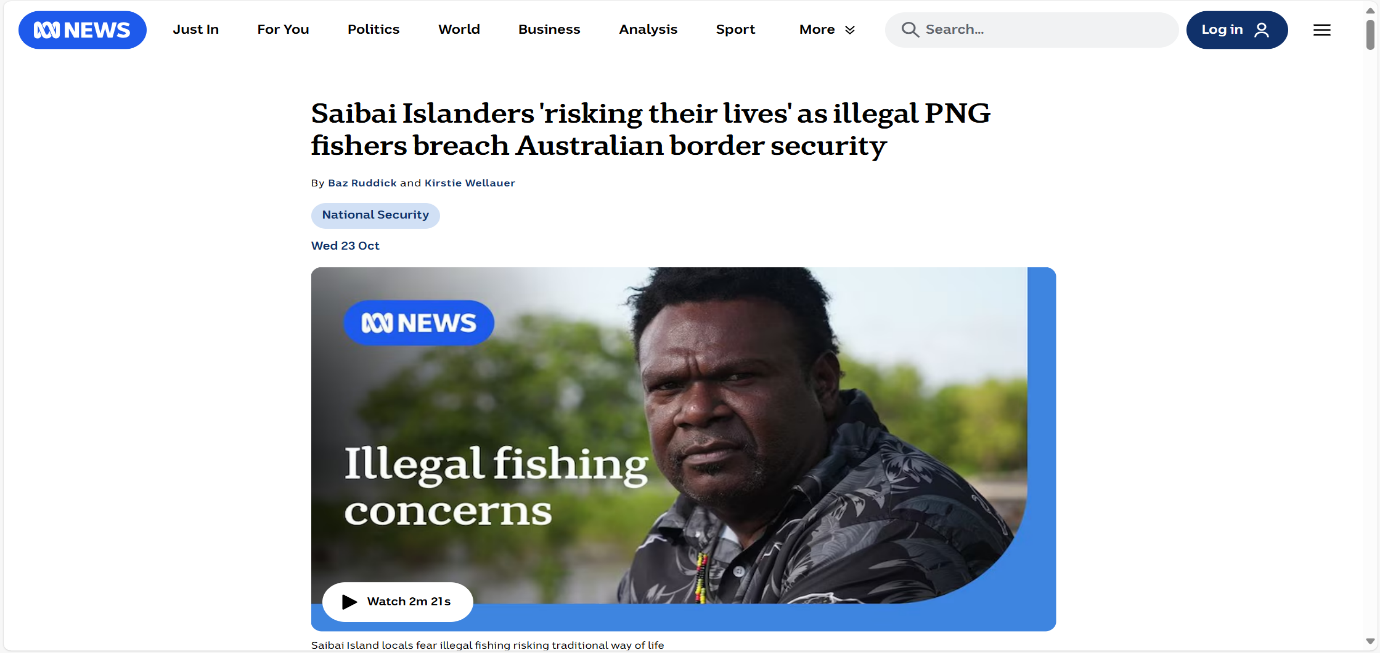 NEWS
Just In
For You
Politics
World
Business
Analysis
Sport
More
Search...
Log in
Saibai Islanders 'risking their lives' as illegal PNG
fishers breach Australian border security
By Baz Ruddick and Kirstie Wellauer
National Security
Wed 23 Oct
NEWS
Illegal fishing
concerns
Watch 2m 21s
Saibai Island locals fear illegal fishing risking traditional way of life